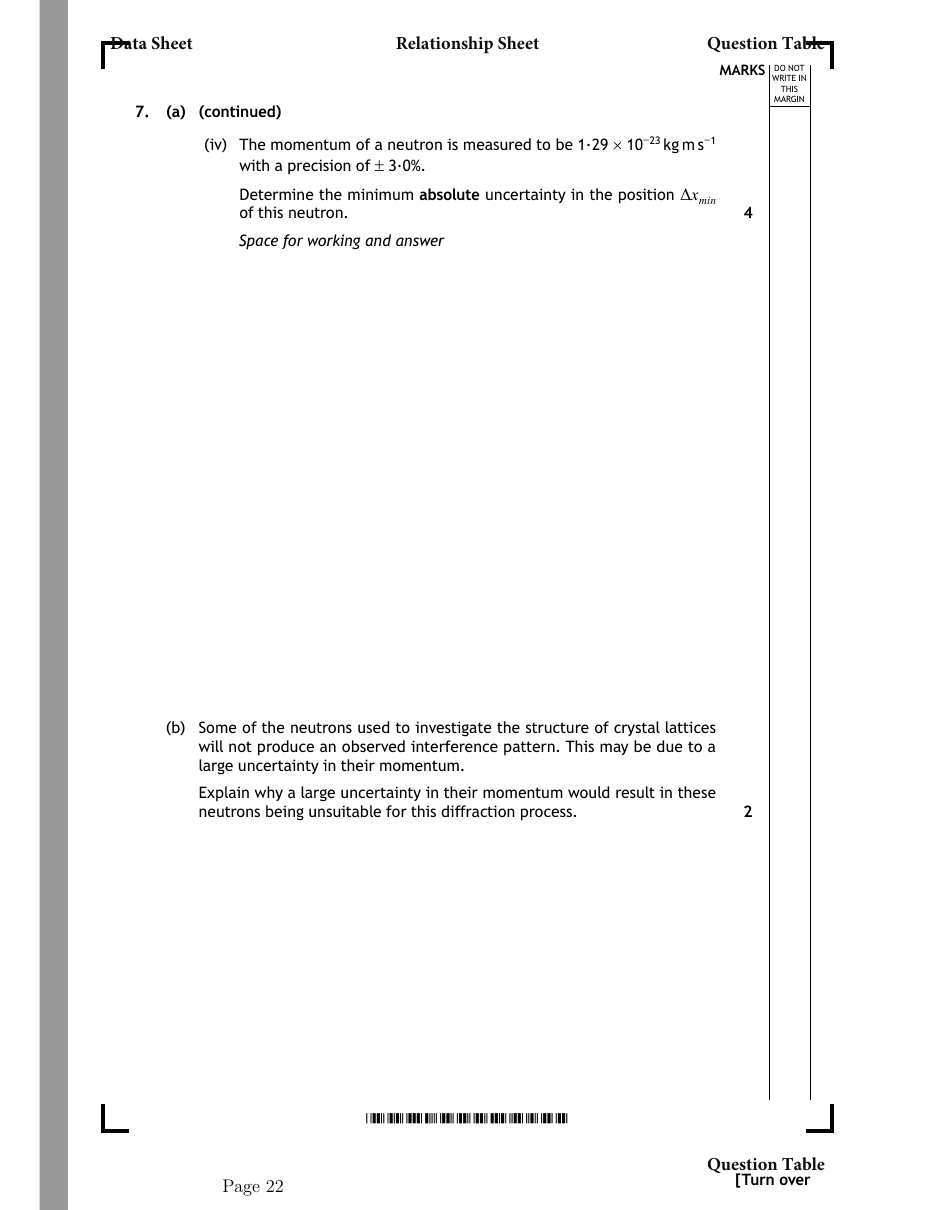 Data Sheet Relationship Sheet Question Table
MARKS
DO NOT
WRITE IN
THIS
MARGIN
7. (a) (continued)
(iv) The momentum of a neutron is measured to be 1·29 × 10⁻²³ kg m s⁻¹
with a precision of ± 3·0%.
Determine the minimum absolute uncertainty in the position Δxₘᵢₙ
of this neutron. 4
Space for working and answer
(b) Some of the neutrons used to investigate the structure of crystal lattices
will not produce an observed interference pattern. This may be due to a
large uncertainty in their momentum.
Explain why a large uncertainty in their momentum would result in these
neutrons being unsuitable for this diffraction process. 2
Question Table
[Turn over
Page 22